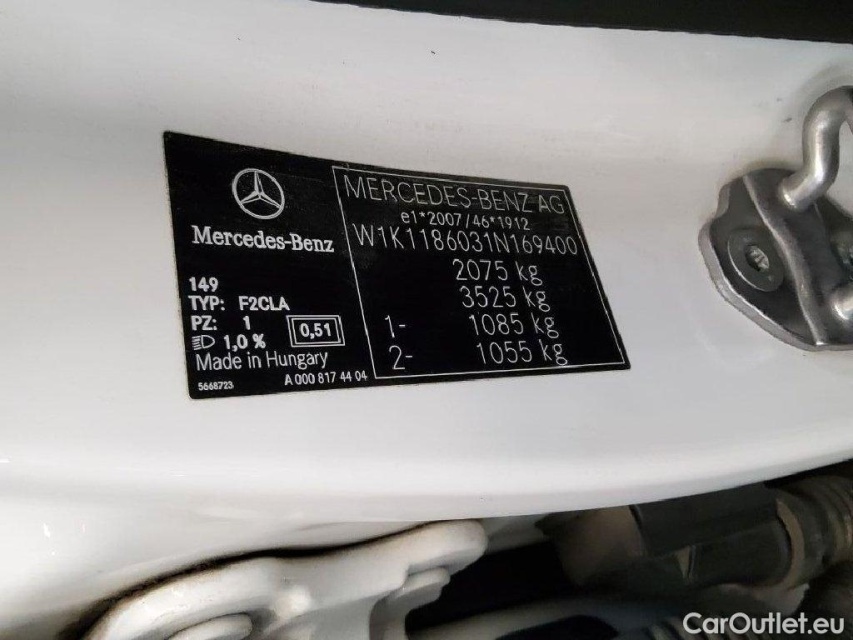 Mercedes-Benz
149
TYP: F2CLA
PZ: 1
1,0 %
0,51
Made in Hungary
5668723
A 000 817 44 04
MERCEDES-BENZ AG
e1*2007/46*1912
W1K1186031N169400
2075 kg
3525 kg
1- 1085 kg
2- 1055 kg
CarOutlet.eu